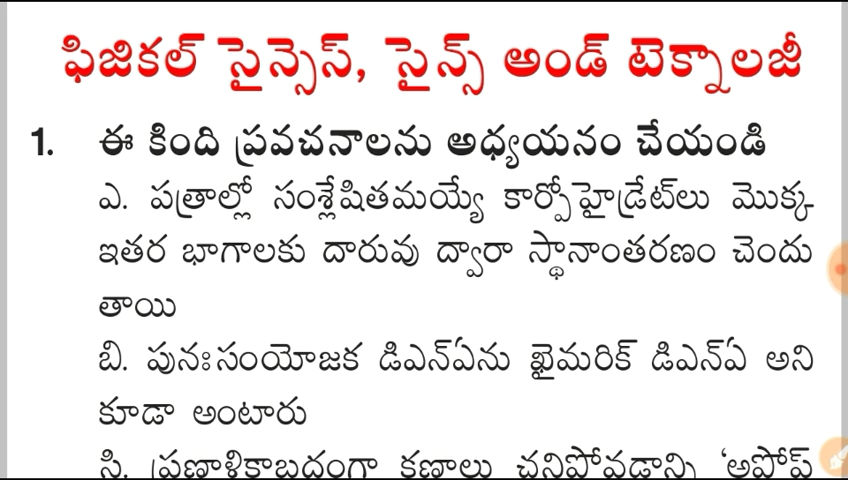 ఫిజికల్ సైన్సెస్, సైన్స్ అండ్ టెక్నాలజీ
1. ఈ కింది ప్రవచనాలను అధ్యయనం చేయండి
ఎ. పత్రాల్లో సంశ్లేషితమయ్యే కార్పోహైడ్రేట్‌లు మొక్క
ఇతర భాగాలకు దారువు ద్వారా స్థానాంతరణం చెందు
తాయి
బి. పునఃసంయోజక డిఎన్‌ఏను ఖైమరిక్ డిఎన్‌ఏ అని
కూడా అంటారు
సి. ప్రణాళికాబద్దంగా కణాలు చనిపోవడాన్ని ‘అపోప్